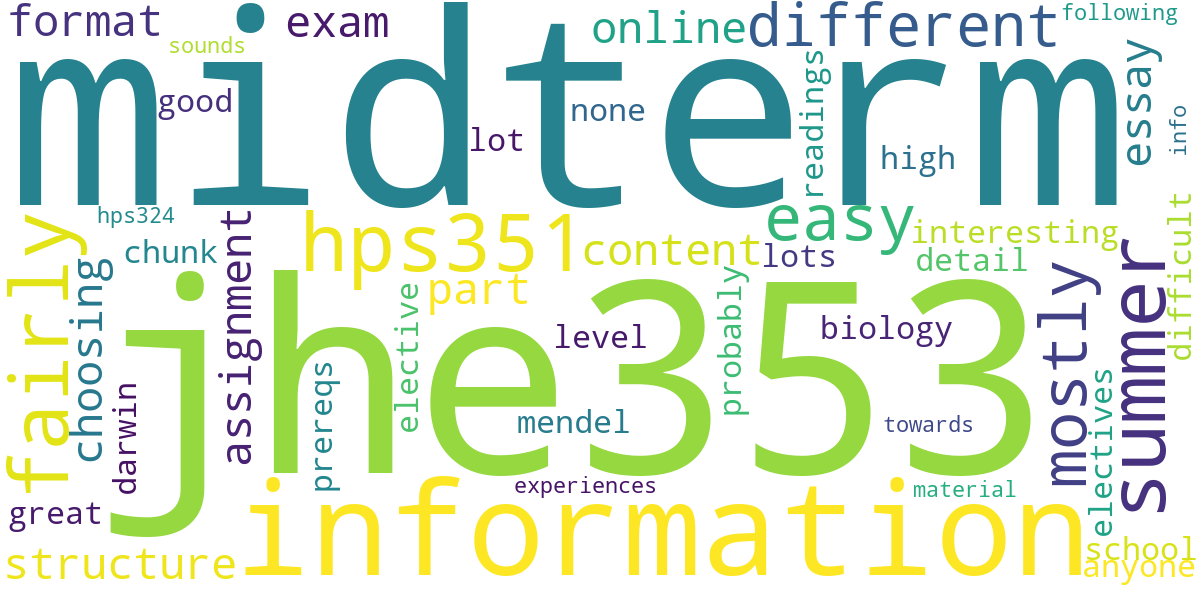 format
exam
online
different
following
sounds
midterm
good
none
lot
readings
high
essay
info
hps324
fairly
choosing
chunk
assignment
hps351
content
easy
lots
interesting
detail
difficult
part
elective
jhe353
level
probably
biology
mostly
summer
darwin
prereqs
mendel
towards
electives
great
experiences
material
structure
information
school
anyone